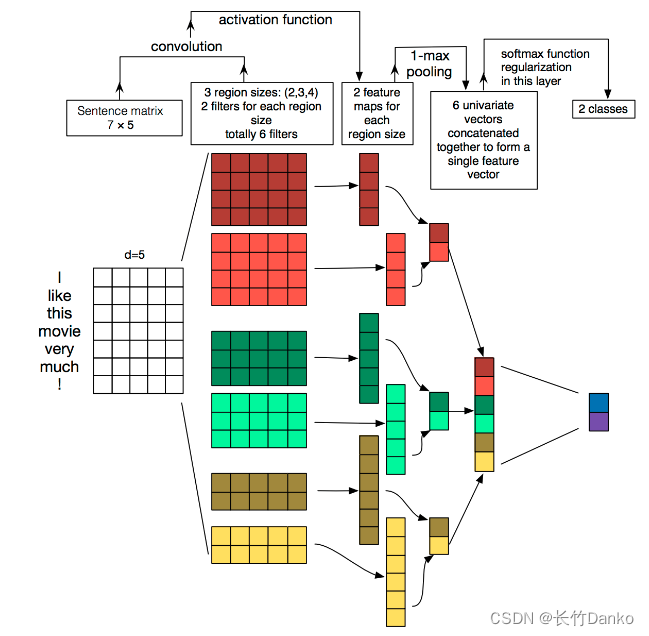 activation function
convolution
1-max
pooling
softmax function
regularization
in this layer
Sentence matrix
7 × 5
3 region sizes: (2,3,4)
2 filters for each region
size
totally 6 filters
2 feature
maps for
each
region size
6 univariate
vectors
concatenated
together to form a
single feature
vector
2 classes
d=5
I
like
this
movie
very
much
!
CSDN @长竹Danko